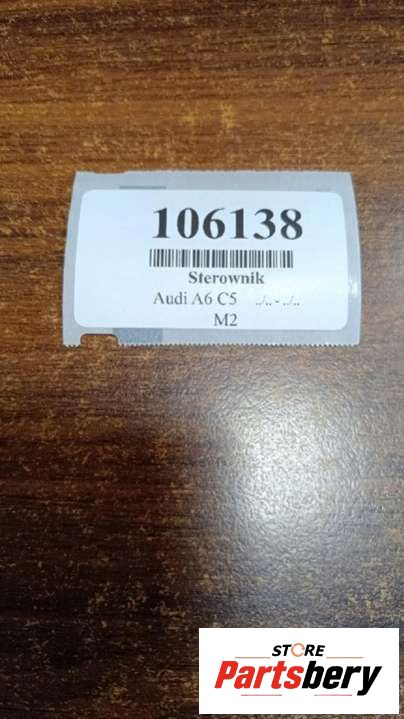 106138
Sterownik
Audi A6 C5 ../.. - ../..
M2
STORE
Partsbery